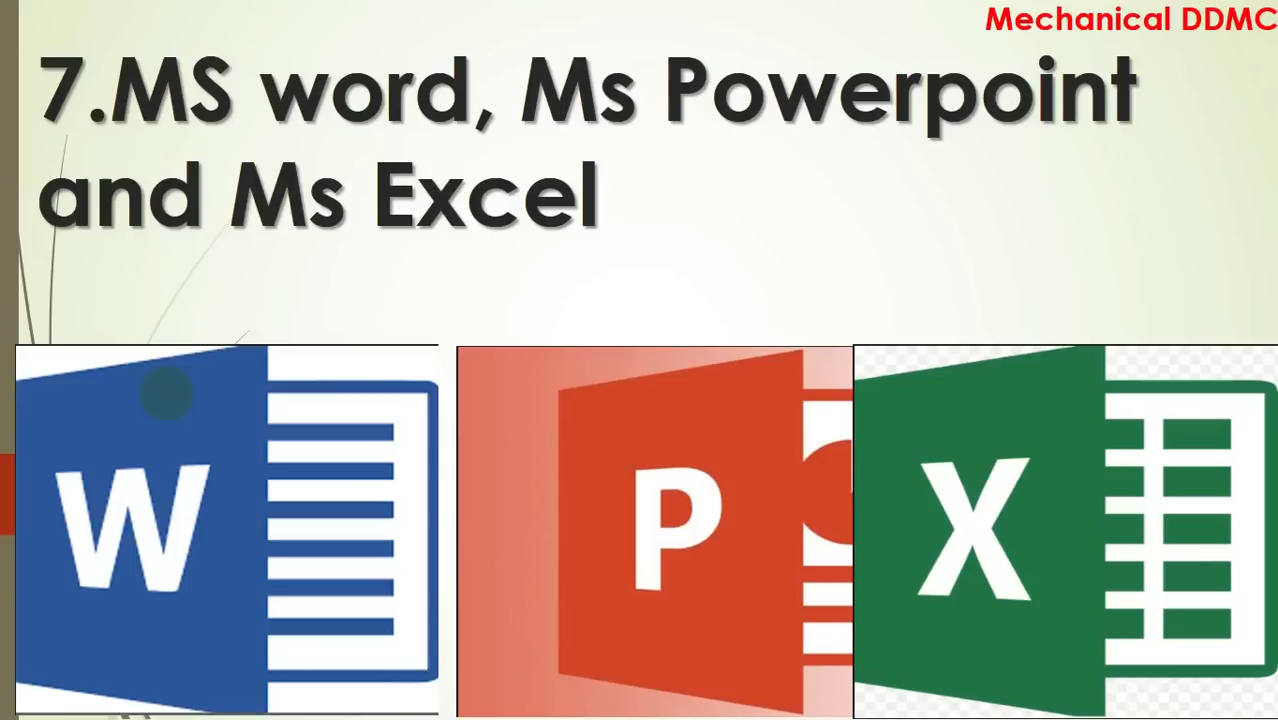 Mechanical DDMC
7.MS word, Ms Powerpoint
and Ms Excel
W
P
X